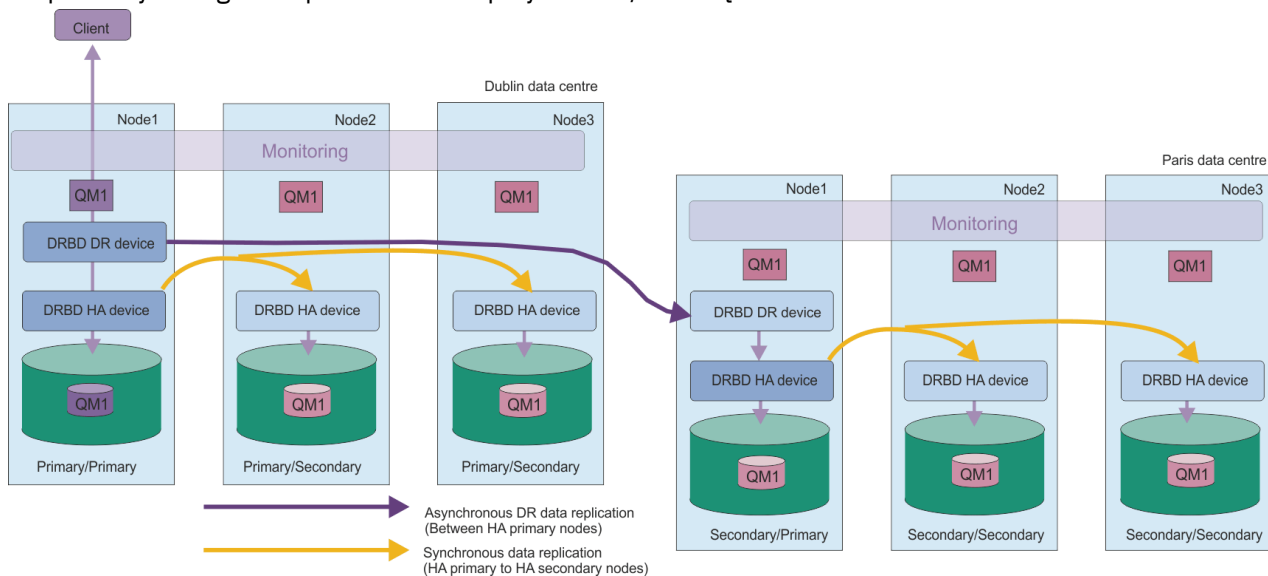 Client
Dublin data centre
Node1
Node2
Node3
Monitoring
QM1
QM1
QM1
DRBD DR device
DRBD HA device
DRBD HA device
DRBD HA device
QM1
QM1
QM1
Primary/Primary
Primary/Secondary
Primary/Secondary
Paris data centre
Node1
Node2
Node3
Monitoring
QM1
QM1
QM1
DRBD DR device
DRBD HA device
DRBD HA device
DRBD HA device
QM1
QM1
QM1
Secondary/Primary
Secondary/Secondary
Secondary/Secondary
Asynchronous DR data replication
(Between HA primary nodes)
Synchronous data replication
(HA primary to HA secondary nodes)